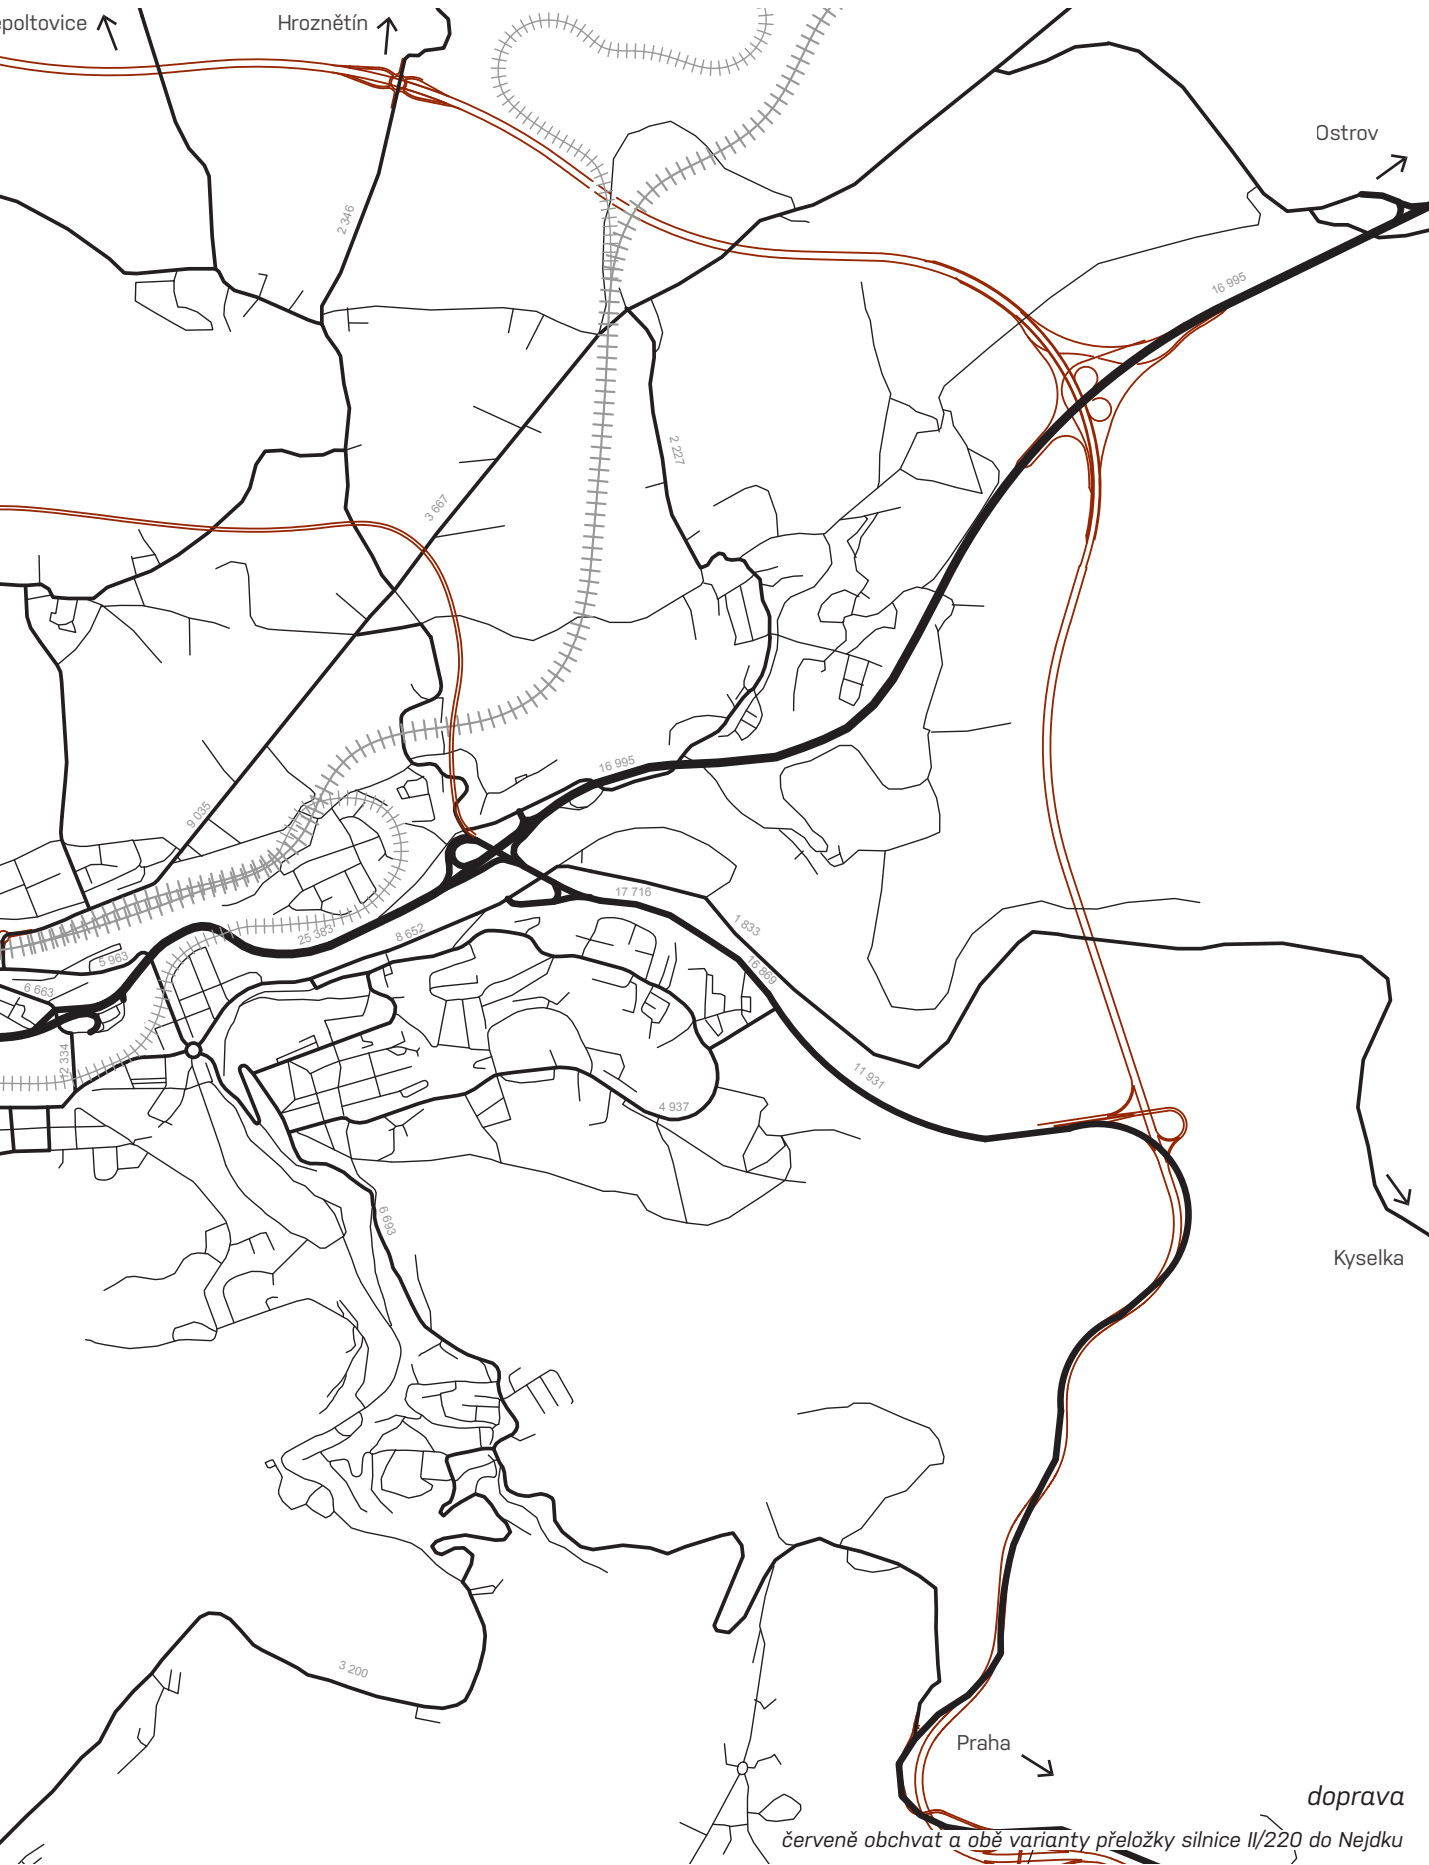 epoltovice
Hroznětín
Ostrov
2 346
16 995
2 227
3 667
16 995
9 035
17 716
1 833
25 383
8 652
5 963
16 869
6 663
12 334
11 931
4 937
6 693
Kyselka
3 200
Praha
doprava
červeně obchvat a obě varianty přeložky silnice II/220 do Nejdku